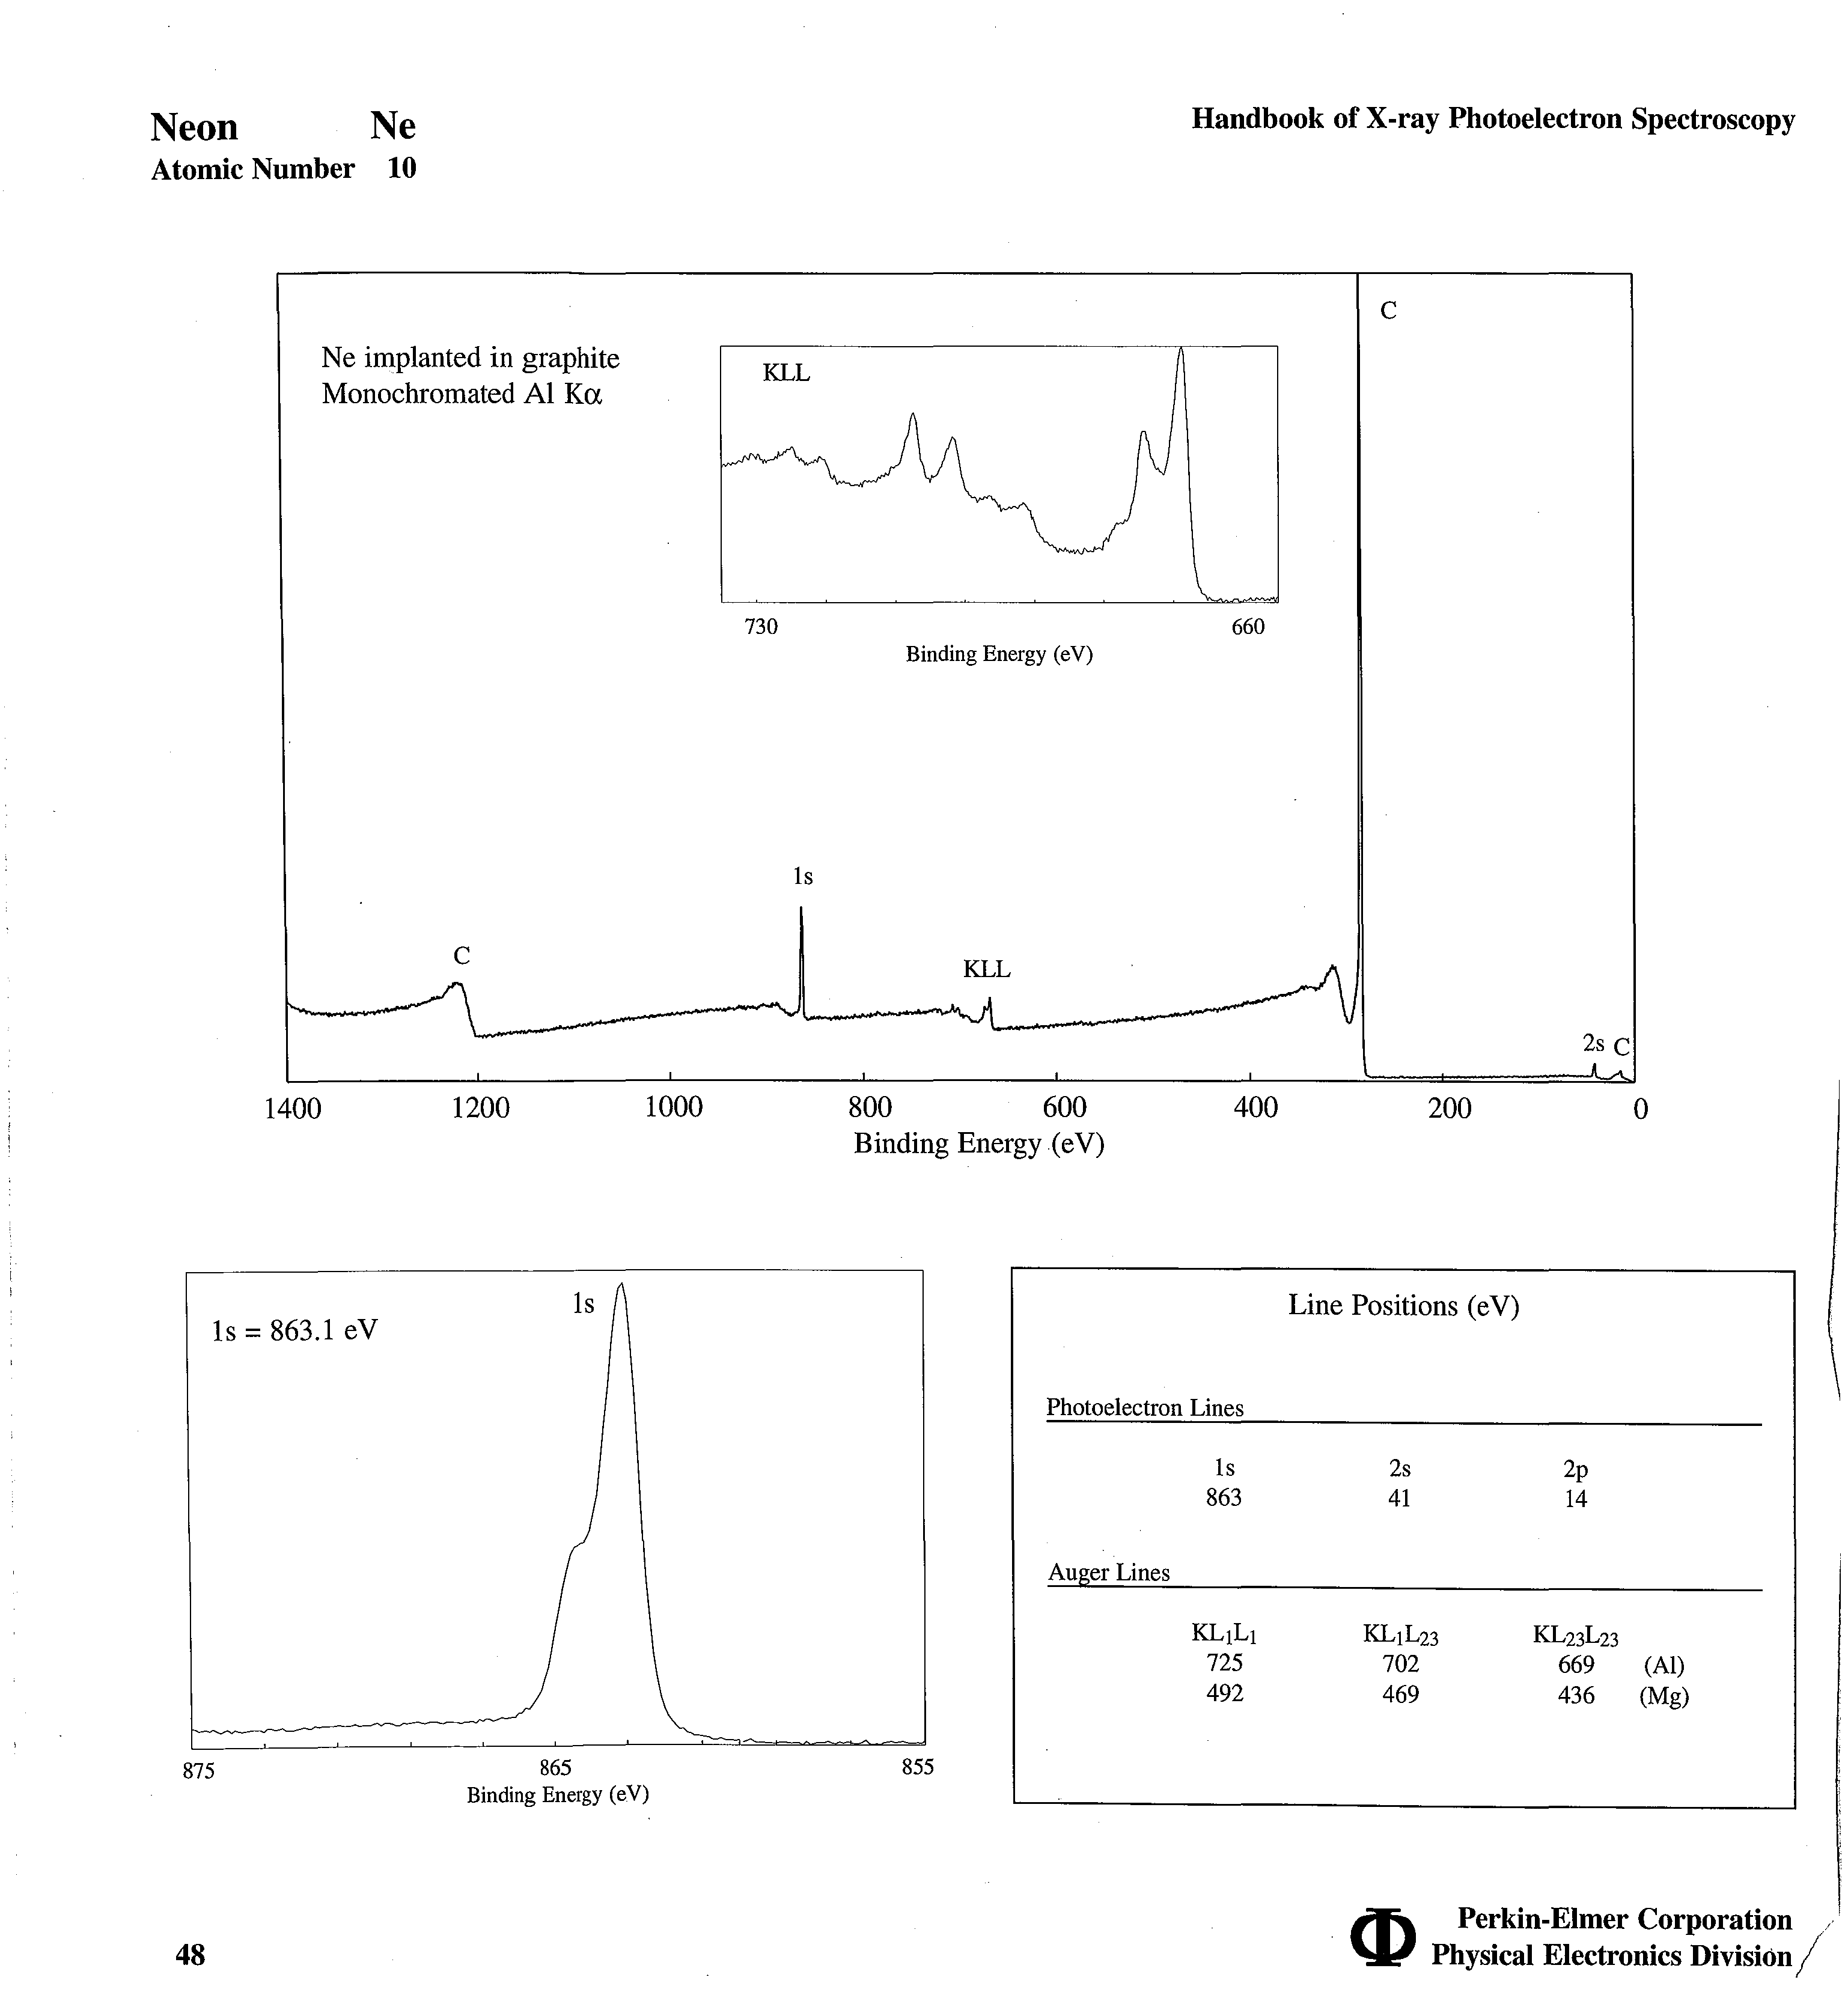 Neon Ne
Atomic Number 10
Handbook of X-ray Photoelectron Spectroscopy
Ne implanted in graphite
Monochromated Al Kα
KLL
730 660
Binding Energy (eV)
C
1s
C
KLL
2s C
1400 1200 1000 800 600 400 200 0
Binding Energy (eV)
1s
1s = 863.1 eV
875 865 855
Binding Energy (eV)
Line Positions (eV)
Photoelectron Lines
1s 2s 2p
863 41 14
Auger Lines
KL1L1 KL1L23 KL23L23
725 702 669 (Al)
492 469 436 (Mg)
48
Perkin-Elmer Corporation
Physical Electronics Division